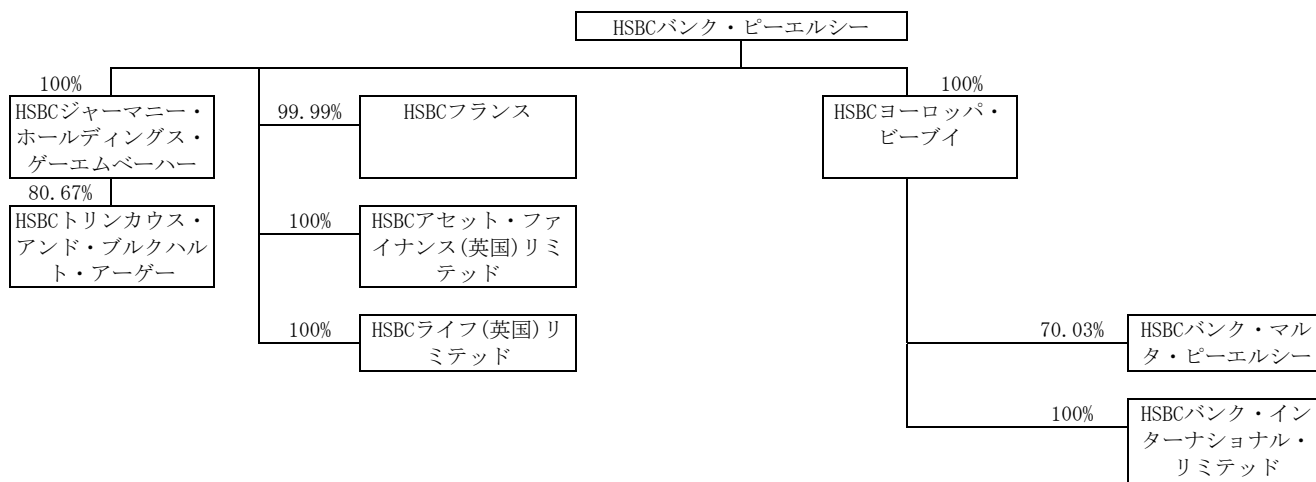 HSBCバンク・ピーエルシー
100%
HSBCジャーマニー・
ホールディングス・
ゲーエムベーハー
80.67%
HSBCトリンカウス・
アンド・ブルクハル
ト・アーゲー
99.99%
HSBCフランス
100%
HSBCアセット・ファ
イナンス(英国)リミ
テッド
100%
HSBCライフ(英国)リ
ミテッド
100%
HSBCヨーロッパ・
ビーブイ
70.03%
HSBCバンク・マル
タ・ピーエルシー
100%
HSBCバンク・イン
ターナショナル・
リミテッド